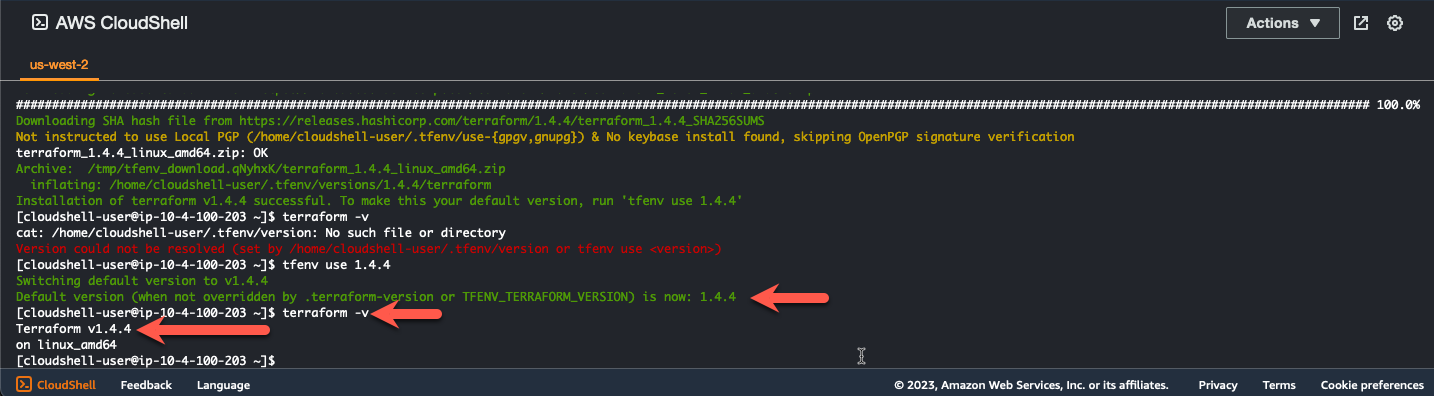 AWS CloudShell
Actions
us-west-2
################################################################################################################################################################################### 100.0%
Downloading SHA hash file from https://releases.hashicorp.com/terraform/1.4.4/terraform_1.4.4_SHA256SUMS
Not instructed to use Local PGP (/home/cloudshell-user/.tfenv/use-{gpgv,gnupg}) & No keybase install found, skipping OpenPGP signature verification
terraform_1.4.4_linux_amd64.zip: OK
Archive:  /tmp/tfenv_download.qNyhxK/terraform_1.4.4_linux_amd64.zip
  inflating: /home/cloudshell-user/.tfenv/versions/1.4.4/terraform
Installation of terraform v1.4.4 successful. To make this your default version, run 'tfenv use 1.4.4'
[cloudshell-user@ip-10-4-100-203 ~]$ terraform -v
cat: /home/cloudshell-user/.tfenv/version: No such file or directory
Version could not be resolved (set by /home/cloudshell-user/.tfenv/version or tfenv use <version>)
[cloudshell-user@ip-10-4-100-203 ~]$ tfenv use 1.4.4
Switching default version to v1.4.4
Default version (when not overridden by .terraform-version or TFENV_TERRAFORM_VERSION) is now: 1.4.4
[cloudshell-user@ip-10-4-100-203 ~]$ terraform -v
Terraform v1.4.4
on linux_amd64
[cloudshell-user@ip-10-4-100-203 ~]$
CloudShell Feedback Language © 2023, Amazon Web Services, Inc. or its affiliates. Privacy Terms Cookie preferences